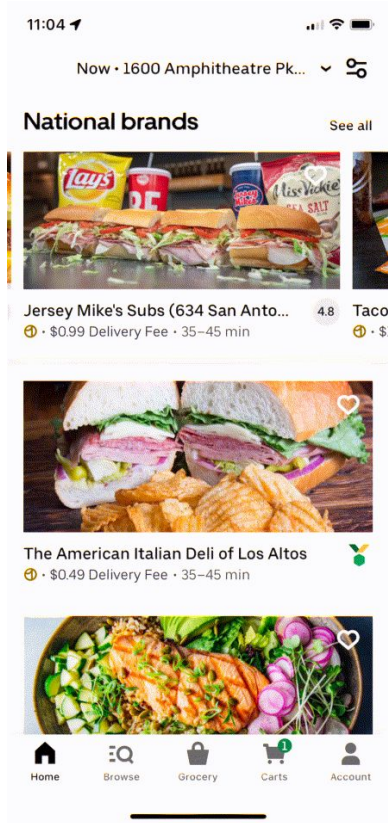 11:04
Now • 1600 Amphitheatre Pk...
National brands
See all
Lay's
Miss Vickie's
SEA SALT
Jersey Mike's Subs (634 San Anto...
4.8
Taco
• $0.99 Delivery Fee • 35–45 min
• $
The American Italian Deli of Los Altos
• $0.49 Delivery Fee • 35–45 min
1
Home
Browse
Grocery
Carts
Account